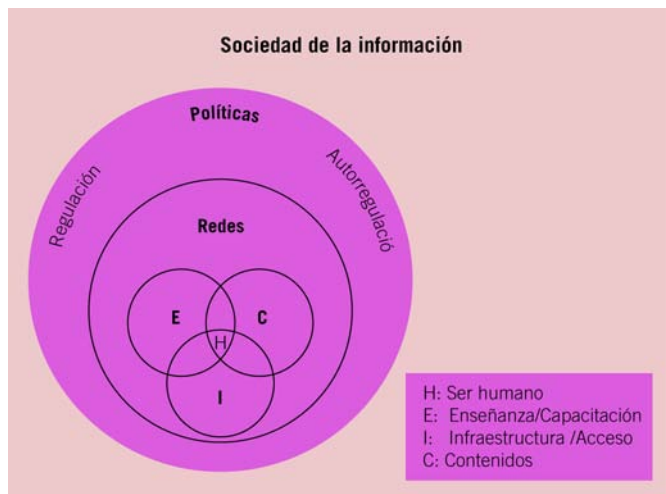 Sociedad de la información
Políticas
Regulación
Autorregulació
Redes
E
C
H
I
H: Ser humano
E: Enseñanza/Capacitación
I: Infraestructura /Acceso
C: Contenidos